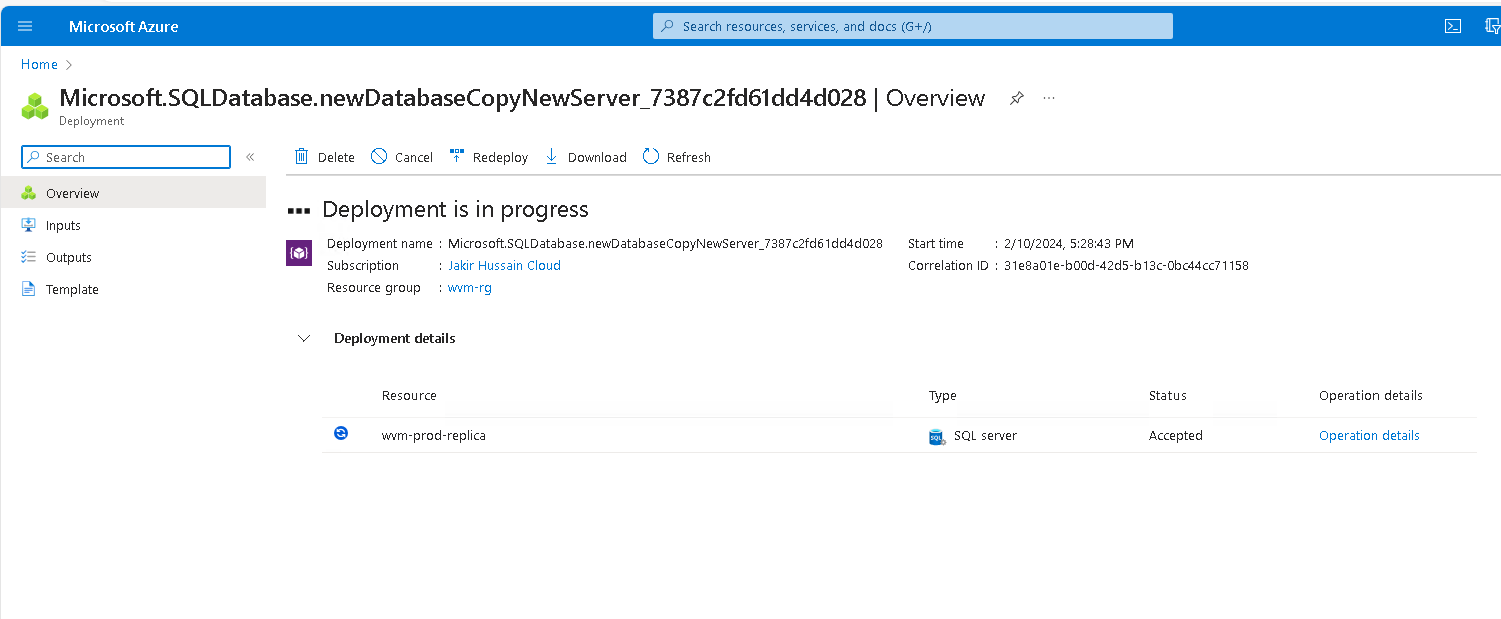 Microsoft Azure
Search resources, services, and docs (G+/)
Home
Microsoft.SQLDatabase.newDatabaseCopyNewServer_7387c2fd61dd4d028 | Overview
Deployment
Search
Delete
Cancel
Redeploy
Download
Refresh
Overview
Inputs
Outputs
Template
Deployment is in progress
Deployment name : Microsoft.SQLDatabase.newDatabaseCopyNewServer_7387c2fd61dd4d028
Subscription : Jakir Hussain Cloud
Resource group : wvm-rg
Start time : 2/10/2024, 5:28:43 PM
Correlation ID : 31e8a01e-b00d-42d5-b13c-0bc44cc71158
Deployment details
Resource Type Status Operation details
wvm-prod-replica SQL server Accepted Operation details